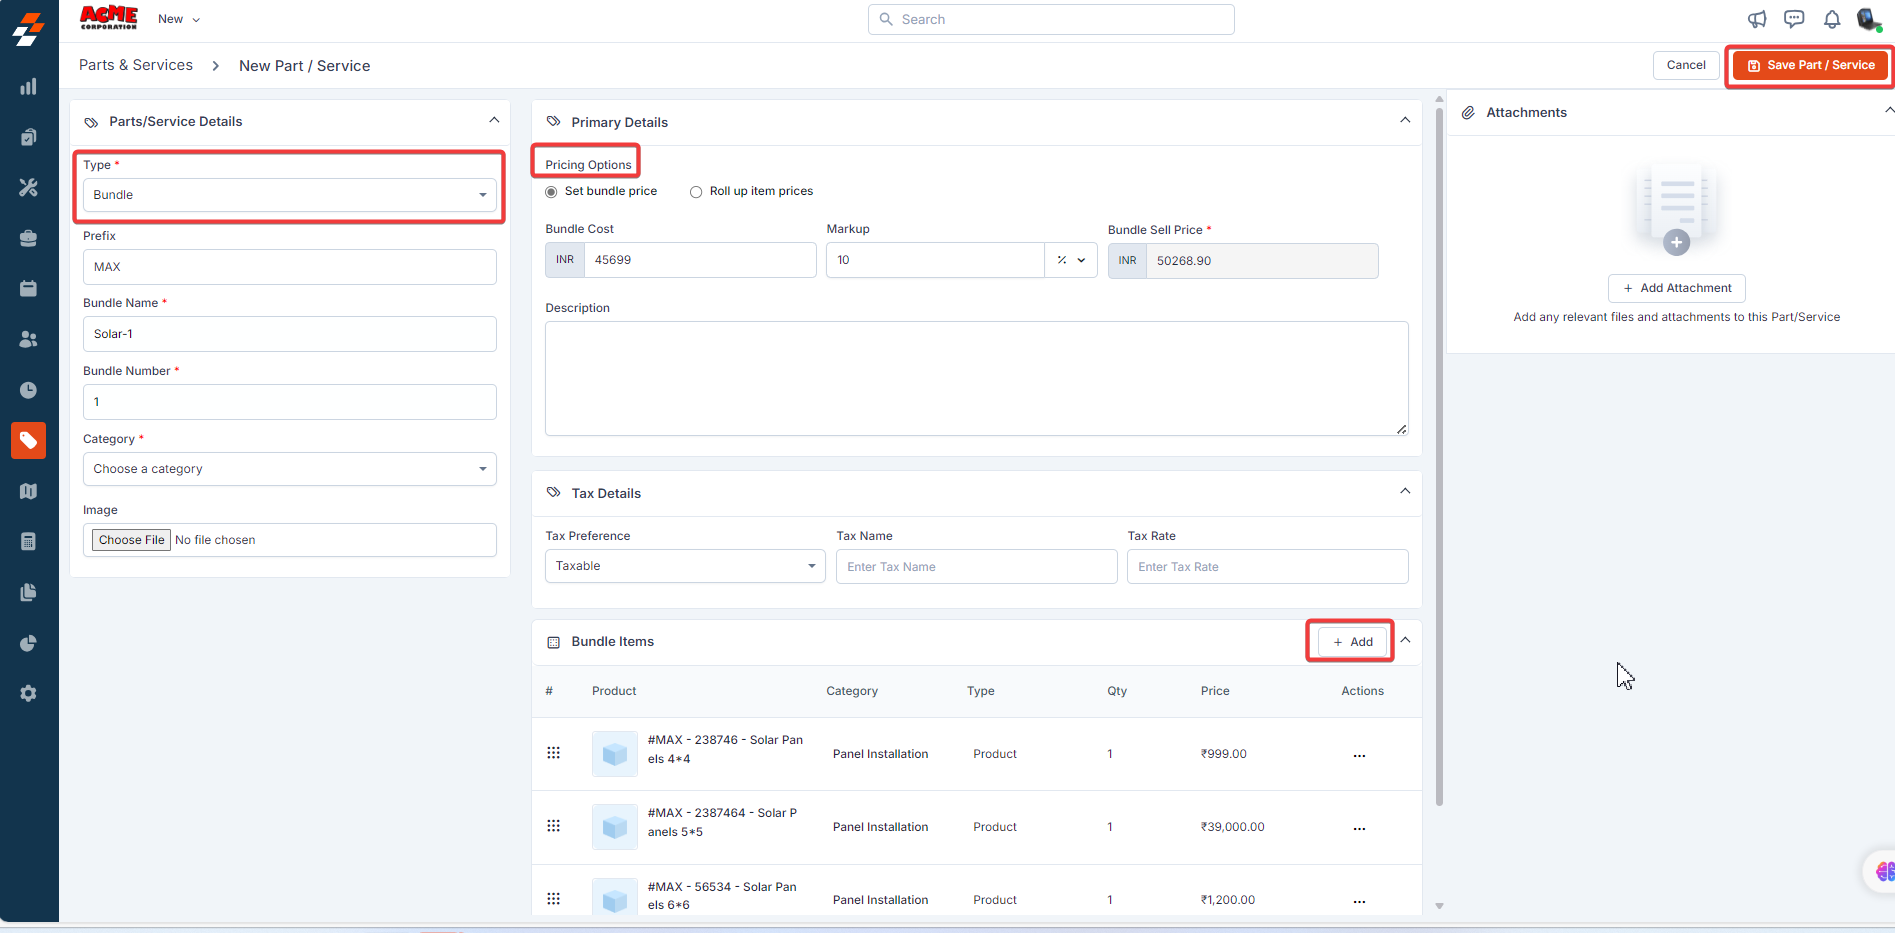 ACME
CORPORATION
New
Search
Parts & Services
New Part / Service
Cancel
Save Part / Service
Parts/Service Details
Type *
Bundle
Prefix
MAX
Bundle Name *
Solar-1
Bundle Number *
1
Category *
Choose a category
Image
Choose File No file chosen
Primary Details
Pricing Options
Set bundle price
Roll up item prices
Bundle Cost
Markup
Bundle Sell Price *
INR 45699
10 %
INR 50268.90
Description
Tax Details
Tax Preference
Tax Name
Tax Rate
Taxable
Enter Tax Name
Enter Tax Rate
Bundle Items
+ Add
# Product Category Type Qty Price Actions
#MAX - 238746 - Solar Pan
els 4*4
Panel Installation Product 1 ₹999.00 ...
#MAX - 2387464 - Solar P
anels 5*5
Panel Installation Product 1 ₹39,000.00 ...
#MAX - 56534 - Solar Pan
els 6*6
Panel Installation Product 1 ₹1,200.00 ...
Attachments
+ Add Attachment
Add any relevant files and attachments to this Part/Service